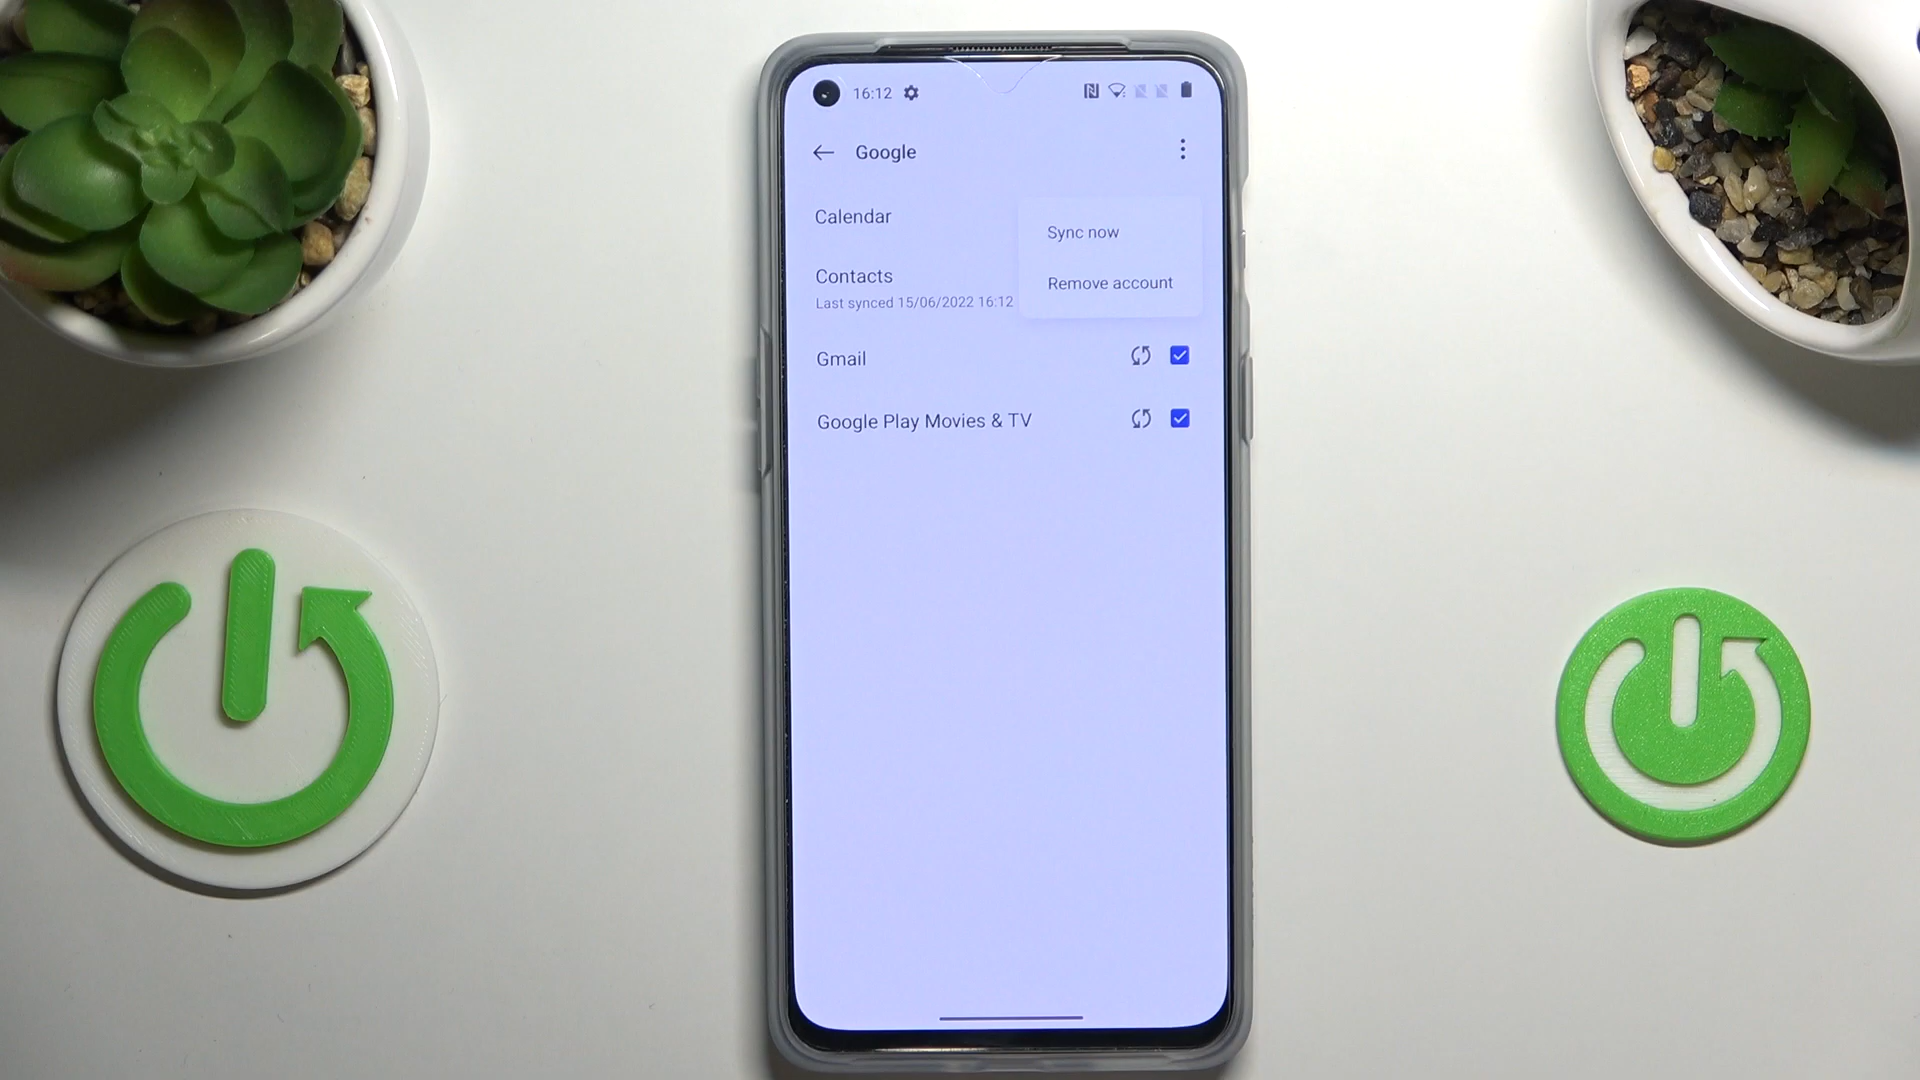 16:12
Google
Calendar
Sync now
Contacts
Remove account
Last synced 15/06/2022 16:12
Gmail
Google Play Movies & TV